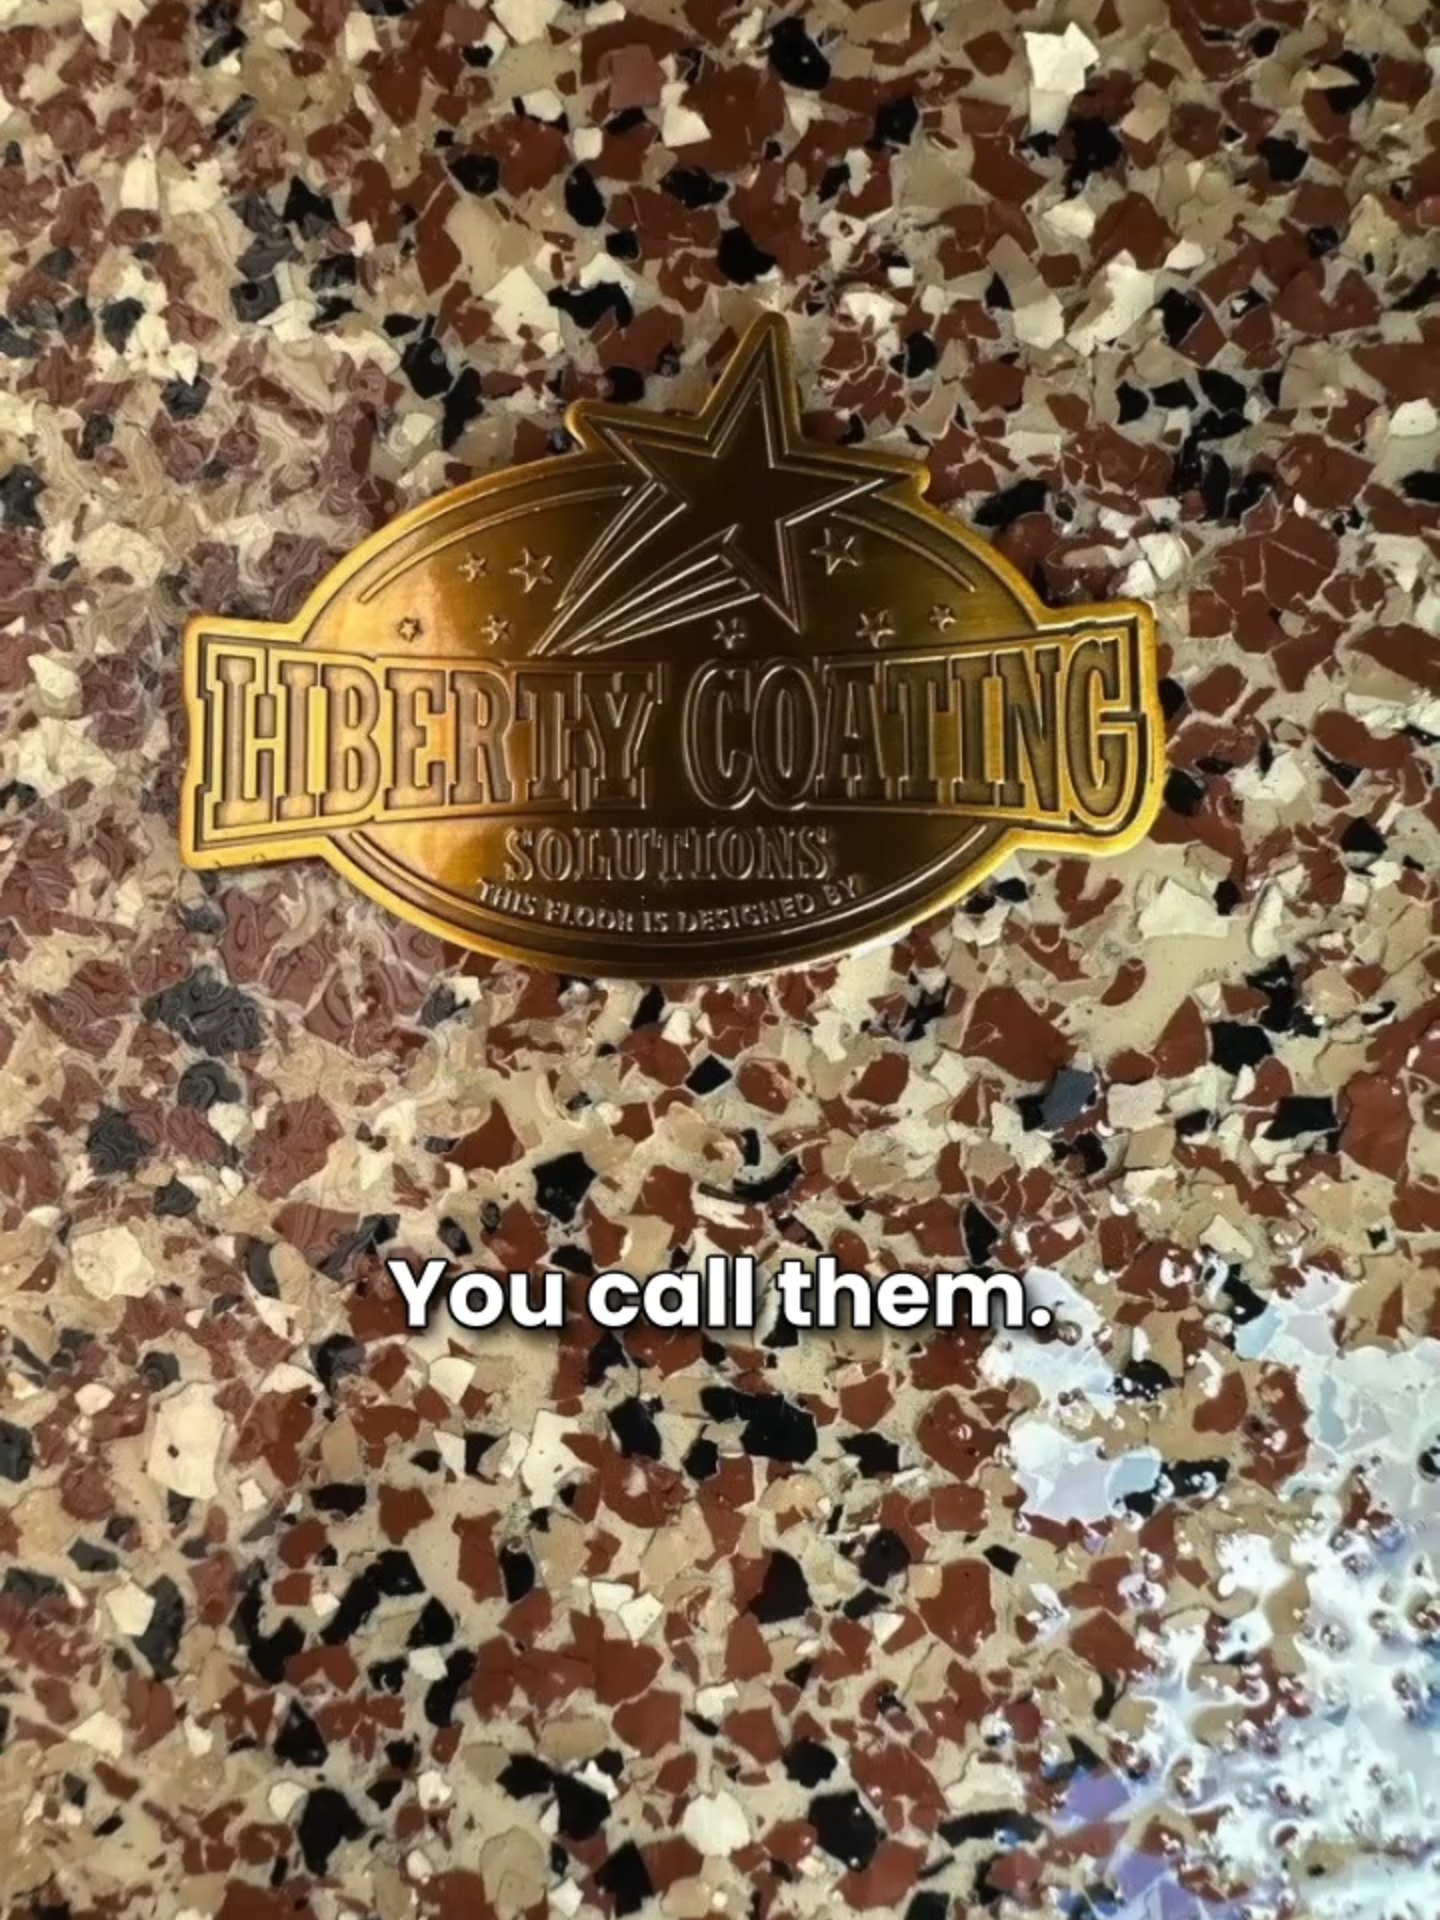 LIBERTY COATING
SOLUTIONS
THIS FLOOR IS DESIGNED BY
You call them.